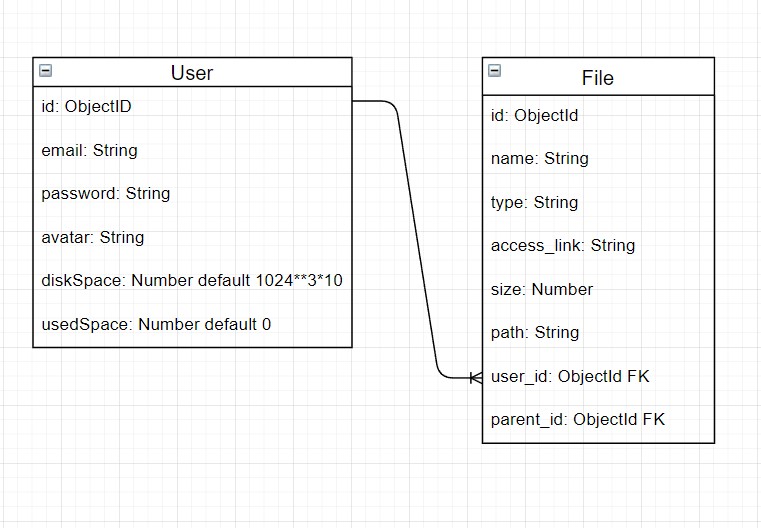 User
id: ObjectID
email: String
password: String
avatar: String
diskSpace: Number default 1024**3*10
usedSpace: Number default 0
File
id: ObjectId
name: String
type: String
access_link: String
size: Number
path: String
user_id: ObjectId FK
parent_id: ObjectId FK